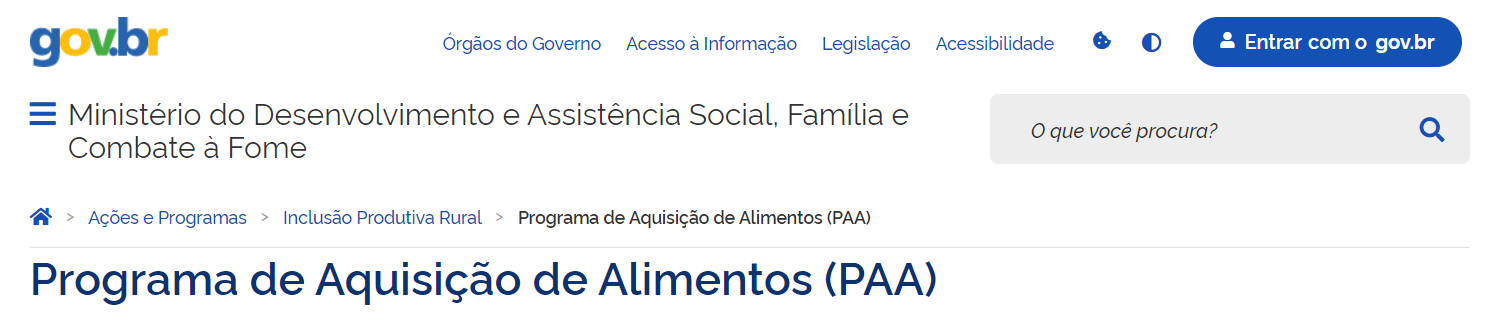 gov.br
Órgãos do Governo Acesso à Informação Legislação Acessibilidade
Entrar com o gov.br
Ministério do Desenvolvimento e Assistência Social, Família e
Combate à Fome
O que você procura?
> Ações e Programas > Inclusão Produtiva Rural > Programa de Aquisição de Alimentos (PAA)
Programa de Aquisição de Alimentos (PAA)